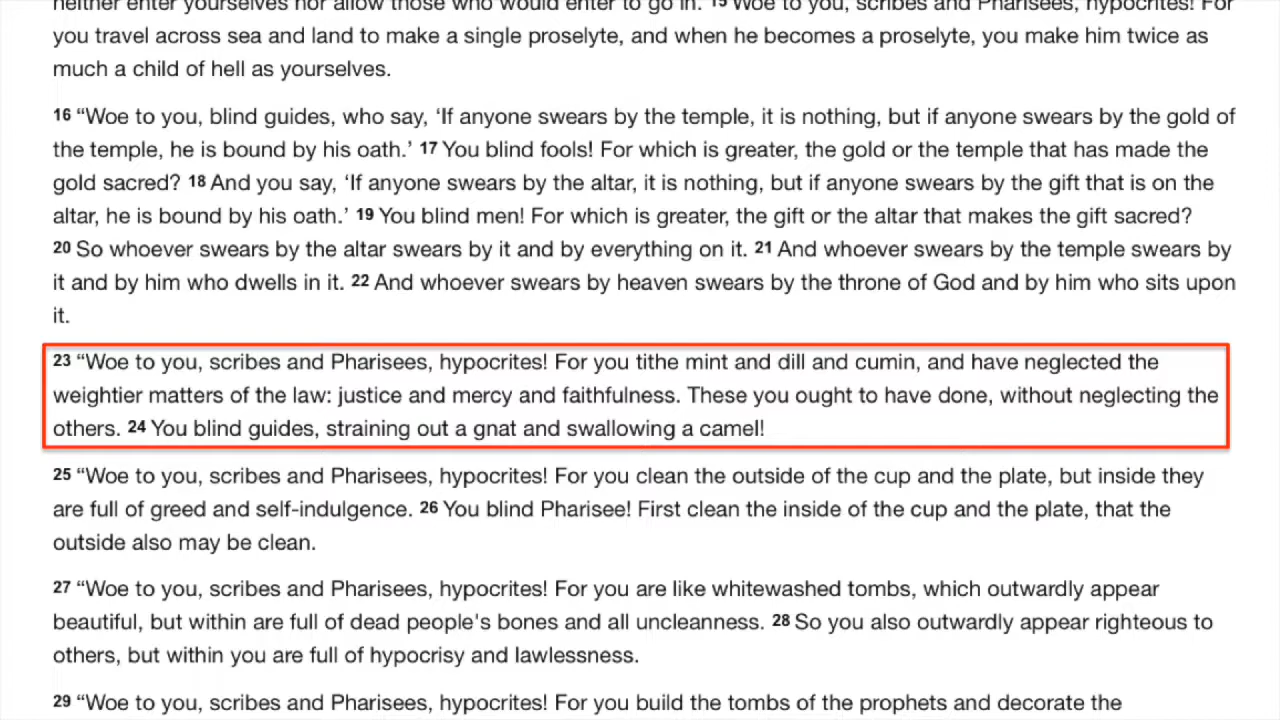 neither enter yourselves nor allow those who would enter to go in. 15 Woe to you, scribes and Pharisees, hypocrites! For
you travel across sea and land to make a single proselyte, and when he becomes a proselyte, you make him twice as
much a child of hell as yourselves.
16 “Woe to you, blind guides, who say, ‘If anyone swears by the temple, it is nothing, but if anyone swears by the gold of
the temple, he is bound by his oath.’ 17 You blind fools! For which is greater, the gold or the temple that has made the
gold sacred? 18 And you say, ‘If anyone swears by the altar, it is nothing, but if anyone swears by the gift that is on the
altar, he is bound by his oath.’ 19 You blind men! For which is greater, the gift or the altar that makes the gift sacred?
20 So whoever swears by the altar swears by it and by everything on it. 21 And whoever swears by the temple swears by
it and by him who dwells in it. 22 And whoever swears by heaven swears by the throne of God and by him who sits upon
it.
23 “Woe to you, scribes and Pharisees, hypocrites! For you tithe mint and dill and cumin, and have neglected the
weightier matters of the law: justice and mercy and faithfulness. These you ought to have done, without neglecting the
others. 24 You blind guides, straining out a gnat and swallowing a camel!
25 “Woe to you, scribes and Pharisees, hypocrites! For you clean the outside of the cup and the plate, but inside they
are full of greed and self-indulgence. 26 You blind Pharisee! First clean the inside of the cup and the plate, that the
outside also may be clean.
27 “Woe to you, scribes and Pharisees, hypocrites! For you are like whitewashed tombs, which outwardly appear
beautiful, but within are full of dead people's bones and all uncleanness. 28 So you also outwardly appear righteous to
others, but within you are full of hypocrisy and lawlessness.
29 “Woe to you, scribes and Pharisees, hypocrites! For you build the tombs of the prophets and decorate the